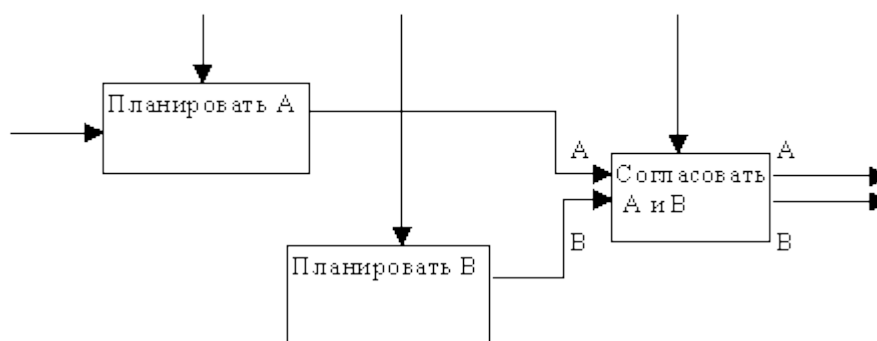 Планировать А
А
Согласовать
А и В
А
В
В
Планировать В